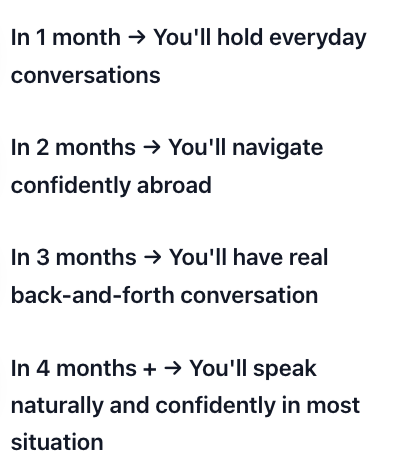 In 1 month → You'll hold everyday
conversations
In 2 months → You'll navigate
confidently abroad
In 3 months → You'll have real
back-and-forth conversation
In 4 months + → You'll speak
naturally and confidently in most
situation